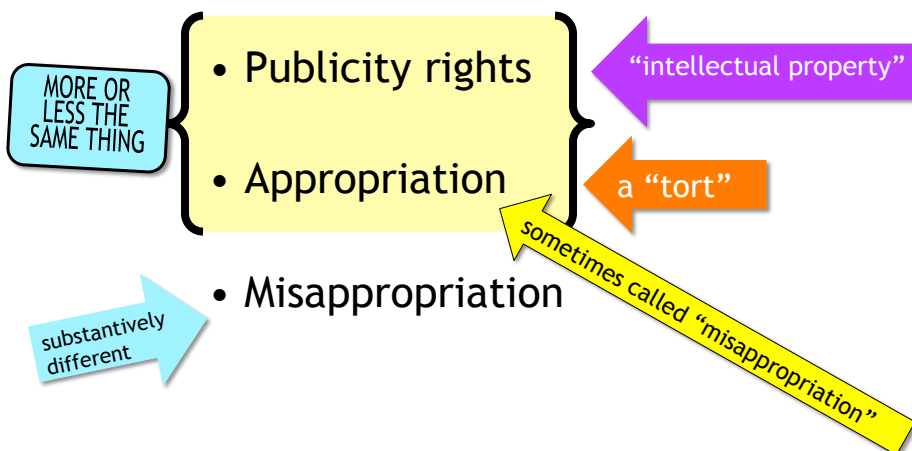 • Publicity rights
“intellectual property”
MORE OR
LESS THE
SAME THING
• Appropriation
a “tort”
sometimes called “misappropriation”
• Misappropriation
substantively
different